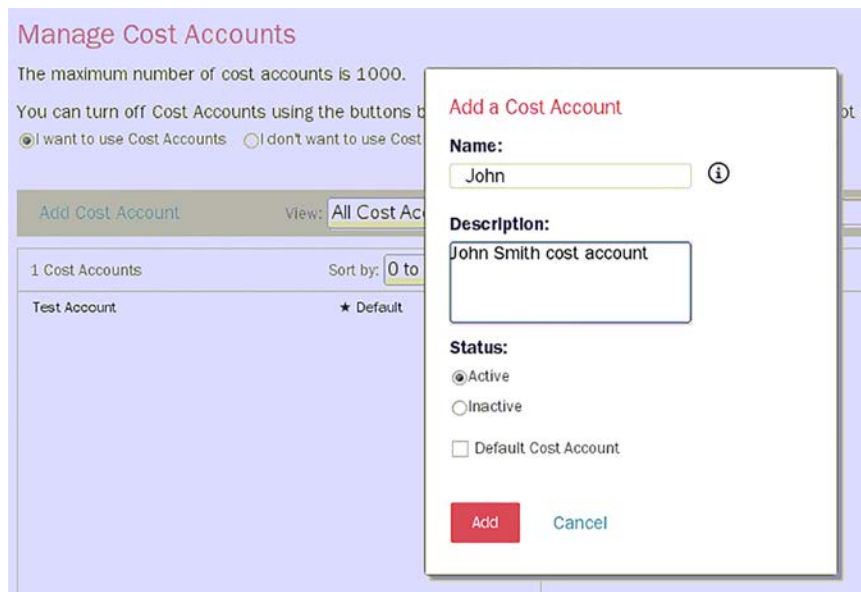 Manage Cost Accounts
The maximum number of cost accounts is 1000.
You can turn off Cost Accounts using the buttons b
ot
I want to use Cost Accounts I don't want to use Cost
Add Cost Account View: All Cost Acc
1 Cost Accounts Sort by: 0 to
Test Account ★ Default
Add a Cost Account
Name:
John
Description:
John Smith cost account
Status:
Active
Inactive
Default Cost Account
Add Cancel